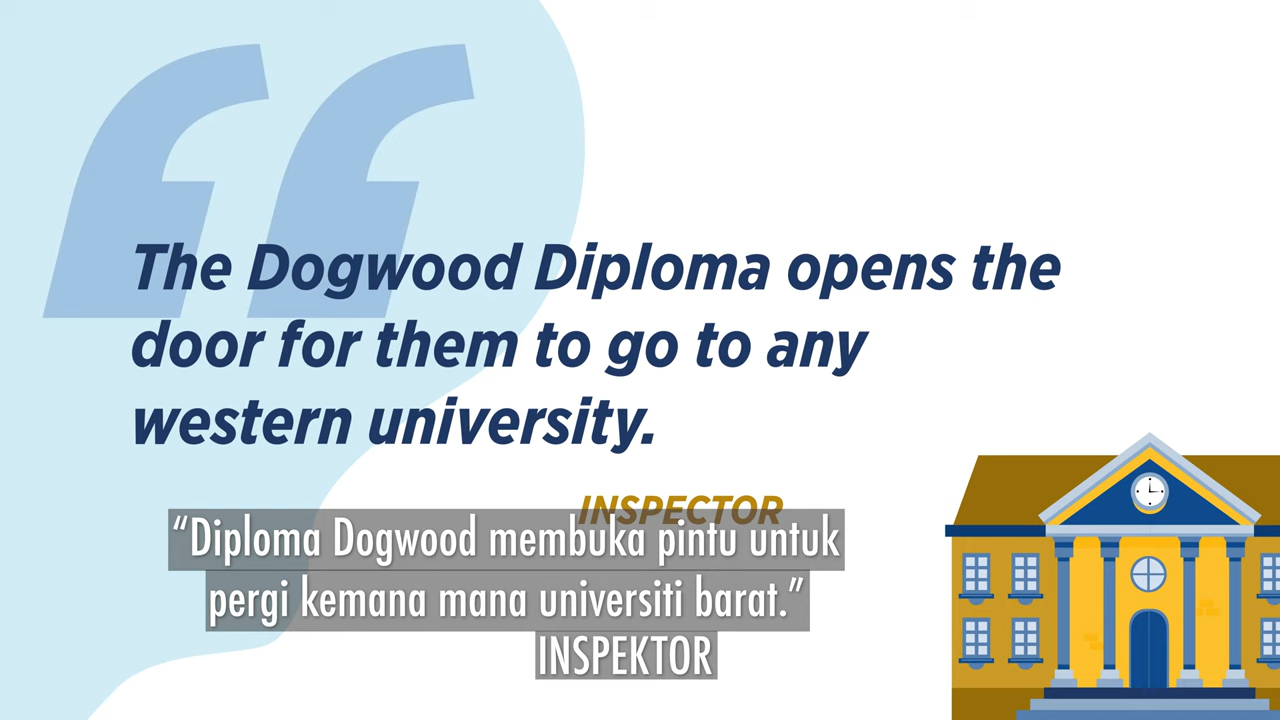 The Dogwood Diploma opens the
door for them to go to any
western university.
INSPECTOR
“Diploma Dogwood membuka pintu untuk
pergi kemana mana universiti barat.”
INSPEKTOR